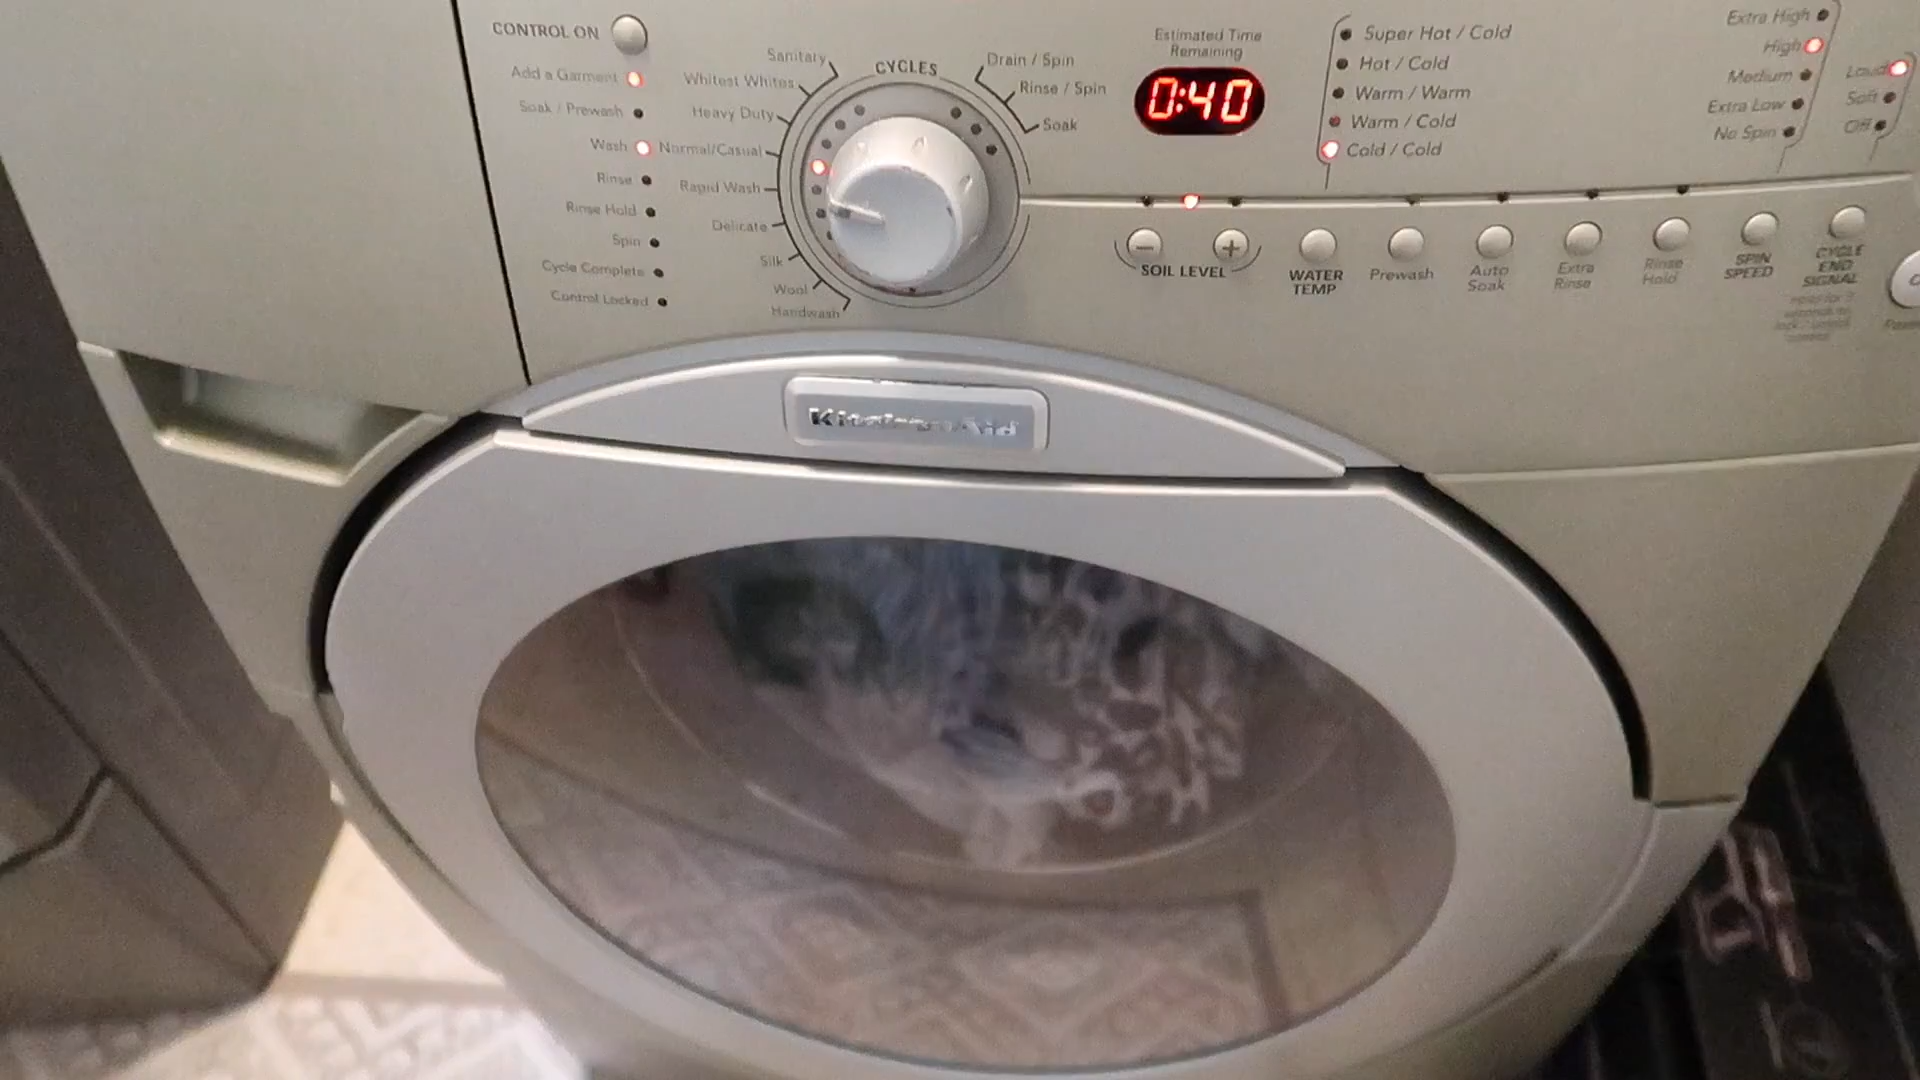 CONTROL ON
Add a Garment
Soak / Prewash
Wash
Rinse
Rinse Hold
Spin
Cycle Complete
Control Locked
CYCLES
Sanitary
Whitest Whites
Heavy Duty
Normal/Casual
Rapid Wash
Delicate
Silk
Wool
Handwash
Drain / Spin
Rinse / Spin
Soak
Estimated Time
Remaining
0:40
Super Hot / Cold
Hot / Cold
Warm / Warm
Warm / Cold
Cold / Cold
Extra High
High
Medium
Extra Low
No Spin
Loud
Soft
Off
SOIL LEVEL
WATER
TEMP
Prewash
Auto
Soak
Extra
Rinse
Rinse
Hold
SPIN
SPEED
CYCLE
END
SIGNAL
KitchenAid